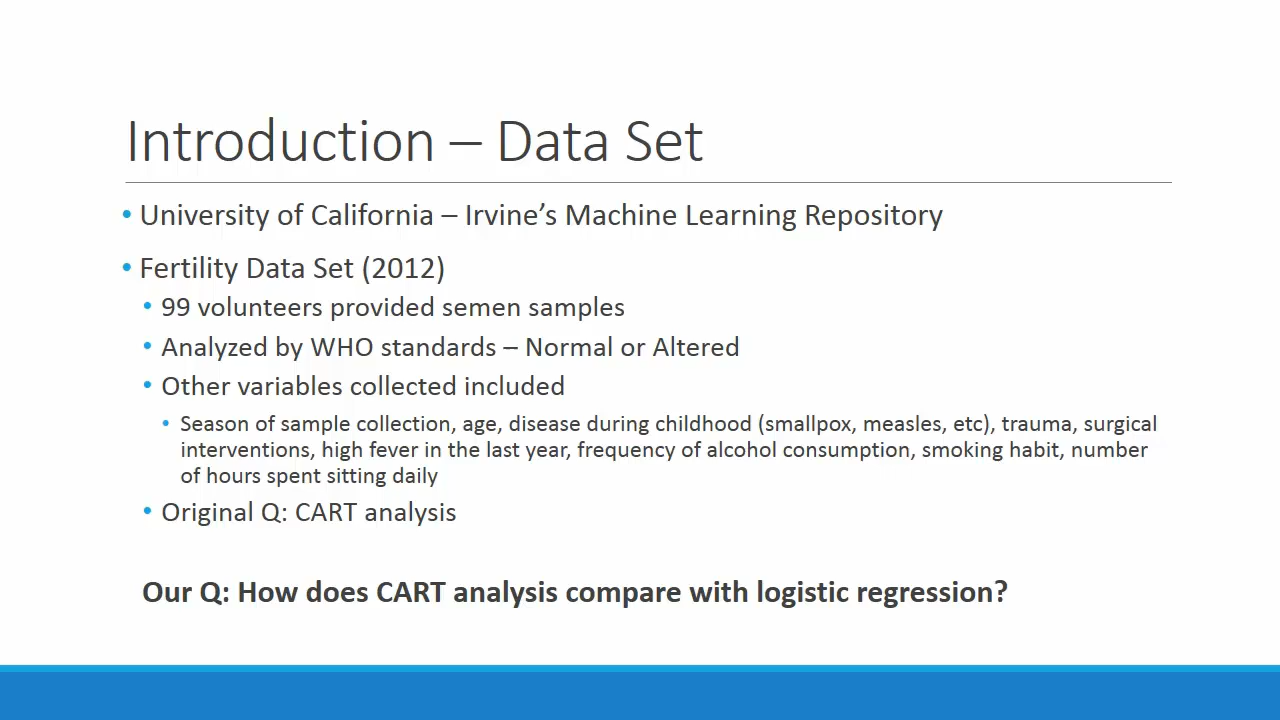 Introduction – Data Set
• University of California – Irvine’s Machine Learning Repository
• Fertility Data Set (2012)
• 99 volunteers provided semen samples
• Analyzed by WHO standards – Normal or Altered
• Other variables collected included
• Season of sample collection, age, disease during childhood (smallpox, measles, etc), trauma, surgical
interventions, high fever in the last year, frequency of alcohol consumption, smoking habit, number
of hours spent sitting daily
• Original Q: CART analysis
Our Q: How does CART analysis compare with logistic regression?